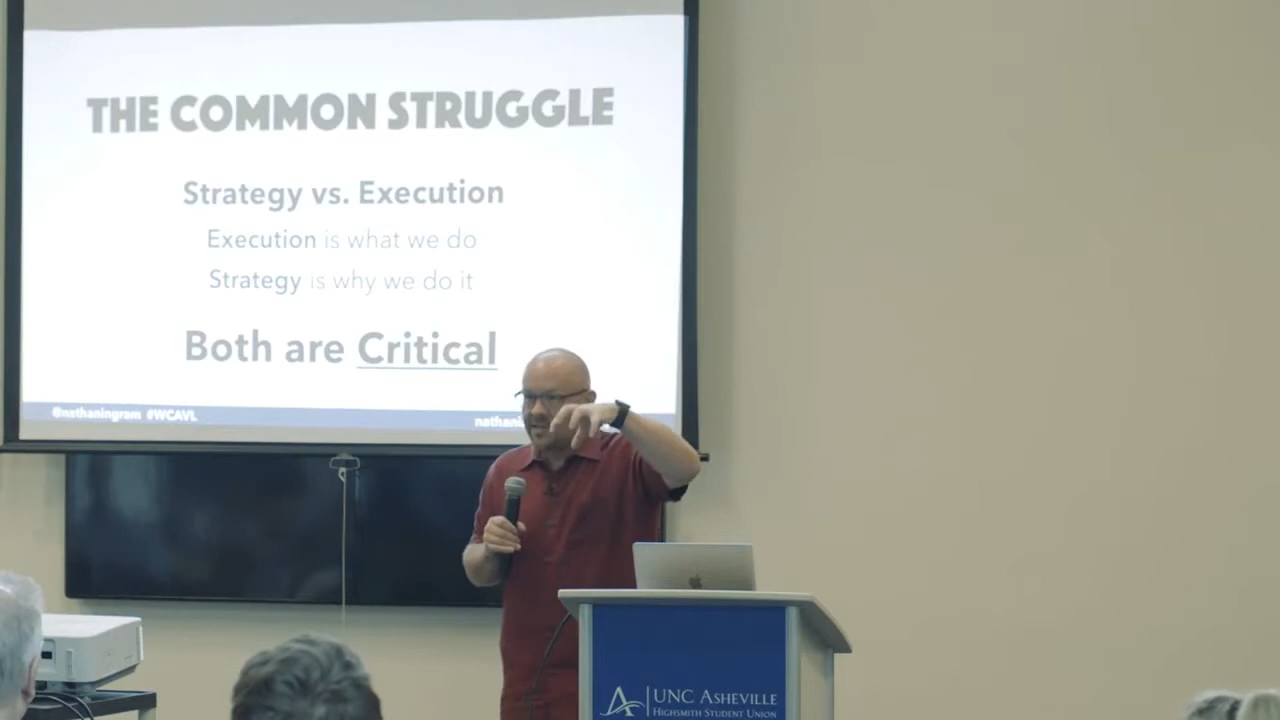 THE COMMON STRUGGLE
Strategy vs. Execution
Execution is what we do
Strategy is why we do it
Both are Critical
@nathaningram #WCAVL
UNC ASHEVILLE
HIGHSMITH STUDENT UNION